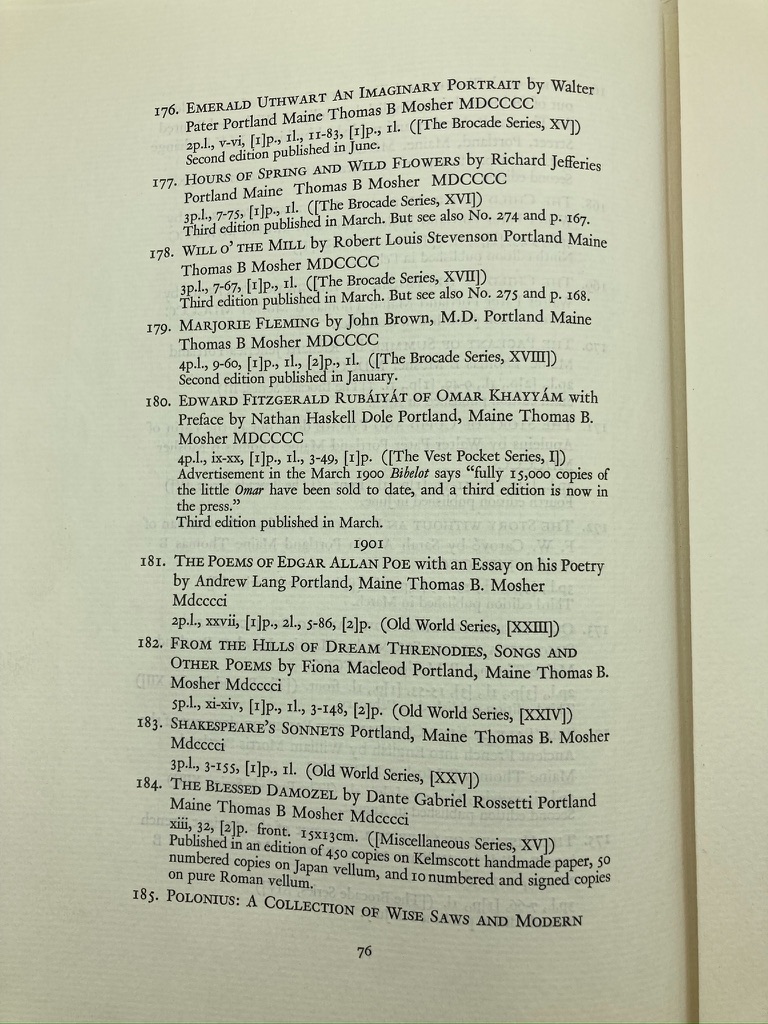 176. EMERALD UTHWART AN IMAGINARY PORTRAIT by Walter
Pater Portland Maine Thomas B Mosher MDCCCC
2p.l., v-vi, [1]p., 1l., 11-83, [1]p., 1l. ([The Brocade Series, XV])
Second edition published in June.
177. HOURS OF SPRING AND WILD FLOWERS by Richard Jefferies
Portland Maine Thomas B Mosher MDCCCC
3p.l., 7-75, [1]p., 1l. ([The Brocade Series, XVI])
Third edition published in March. But see also No. 274 and p. 167.
178. WILL O' THE MILL by Robert Louis Stevenson Portland Maine
Thomas B Mosher MDCCCC
3p.l., 7-67, [1]p., 1l. ([The Brocade Series, XVII])
Third edition published in March. But see also No. 275 and p. 168.
179. MARJORIE FLEMING by John Brown, M.D. Portland Maine
Thomas B Mosher MDCCCC
4p.l., 9-60, [1]p., 1l., [2]p., 1l. ([The Brocade Series, XVIII])
Second edition published in January.
180. EDWARD FITZGERALD RUBÁIYÁT OF OMAR KHAYYÁM with
Preface by Nathan Haskell Dole Portland, Maine Thomas B.
Mosher MDCCCC
4p.l., ix-xx, [1]p., 1l., 3-49, [1]p. ([The Vest Pocket Series, I])
Advertisement in the March 1900 Bibelot says "fully 15,000 copies of
the little Omar have been sold to date, and a third edition is now in
the press."
Third edition published in March.
1901
181. THE POEMS OF EDGAR ALLAN POE with an Essay on his Poetry
by Andrew Lang Portland, Maine Thomas B. Mosher
Mdcccci
2p.l., xxvii, [1]p., 2l., 5-86, [2]p. (Old World Series, [XXIII])
182. FROM THE HILLS OF DREAM THRENODIES, SONGS AND
OTHER POEMS by Fiona Macleod Portland, Maine Thomas B.
Mosher Mdcccci
5p.l., xi-xiv, [1]p., 1l., 3-148, [2]p. (Old World Series, [XXIV])
183. SHAKESPEARE'S SONNETS Portland, Maine Thomas B. Mosher
Mdcccci
3p.l., 3-155, [1]p., 1l. (Old World Series, [XXV])
184. THE BLESSED DAMOZEL by Dante Gabriel Rossetti Portland
Maine Thomas B Mosher Mdcccci
xiii, 32, [2]p. front. 15x13cm. ([Miscellaneous Series, XV])
Published in an edition of 450 copies on Kelmscott handmade paper, 50
numbered copies on Japan vellum, and 10 numbered and signed copies
on pure Roman vellum.
185. POLONIUS: A COLLECTION OF WISE SAWS AND MODERN
76